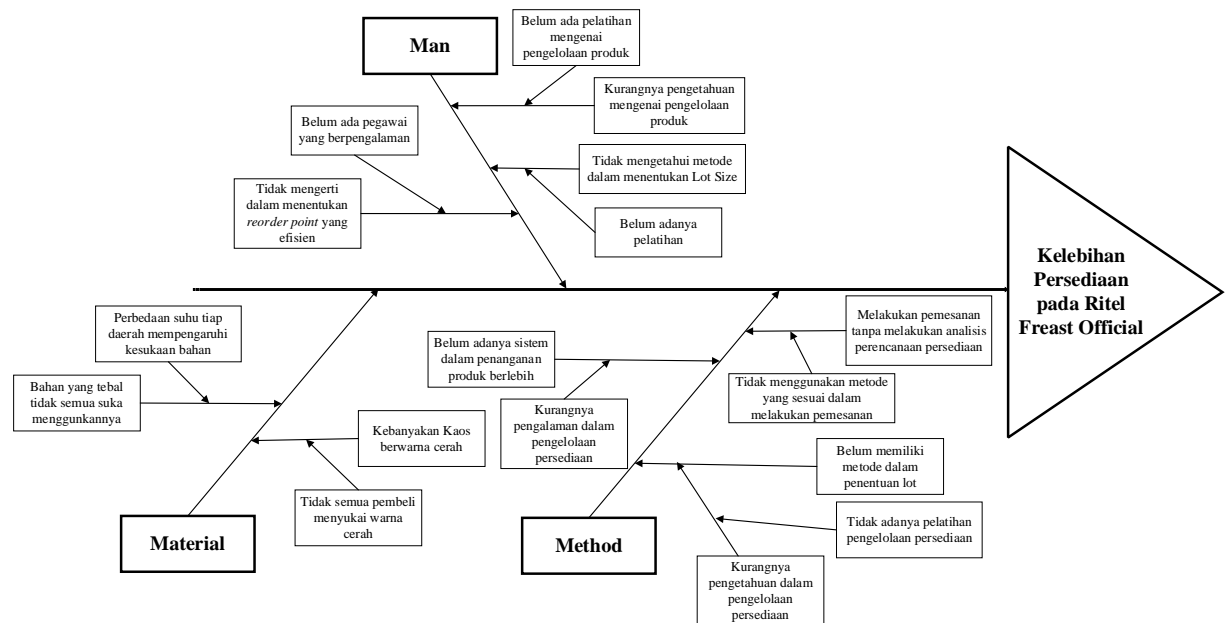 Man
Belum ada pelatihan
mengenai
pengelolaan produk
Kurangnya pengetahuan
mengenai pengelolaan
produk
Belum ada pegawai
yang berpengalaman
Tidak mengetahui metode
dalam menentukan Lot Size
Tidak mengerti
dalam menentukan
reorder point yang
efisien
Belum adanya
pelatihan
Kelebihan
Persediaan
pada Ritel
Freast Official
Perbedaan suhu tiap
daerah mempengaruhi
kesukaan bahan
Bahan yang tebal
tidak semua suka
menggunkannya
Kebanyakan Kaos
berwarna cerah
Tidak semua pembeli
menyukai warna
cerah
Material
Belum adanya sistem
dalam penanganan
produk berlebih
Kurangnya
pengalaman dalam
pengelolaan
persediaan
Melakukan pemesanan
tanpa melakukan analisis
perencanaan persediaan
Tidak menggunakan metode
yang sesuai dalam
melakukan pemesanan
Belum memiliki
metode dalam
penentuan lot
Tidak adanya pelatihan
pengelolaan persediaan
Kurangnya
pengetahuan dalam
pengelolaan
persediaan
Method